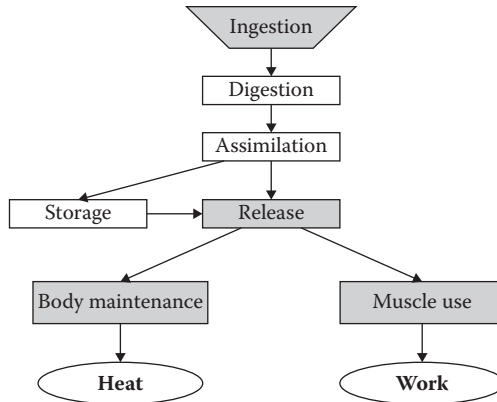 Ingestion
Digestion
Assimilation
Storage
Release
Body maintenance
Muscle use
Heat
Work